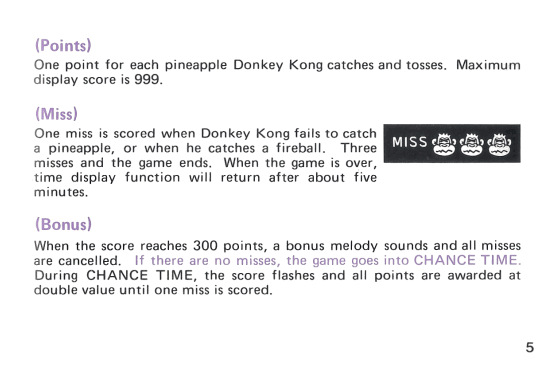 (Points)
One point for each pineapple Donkey Kong catches and tosses. Maximum
display score is 999.
(Miss)
One miss is scored when Donkey Kong fails to catch
a pineapple, or when he catches a fireball. Three
misses and the game ends. When the game is over,
time display function will return after about five
minutes.
MISS
(Bonus)
When the score reaches 300 points, a bonus melody sounds and all misses
are cancelled. If there are no misses, the game goes into CHANCE TIME.
During CHANCE TIME, the score flashes and all points are awarded at
double value until one miss is scored.
5